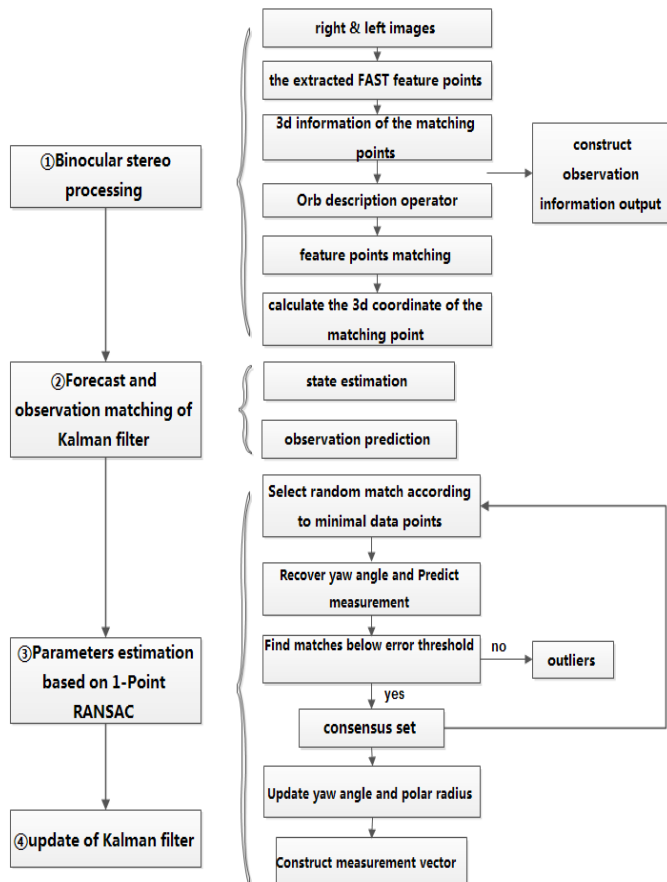 ①Binocular stereo
processing
right & left images
the extracted FAST feature points
3d information of the matching
points
Orb description operator
feature points matching
calculate the 3d coordinate of the
matching point
construct
observation
information output
②Forecast and
observation matching of
Kalman filter
state estimation
observation prediction
③Parameters estimation
based on 1-Point
RANSAC
Select random match according
to minimal data points
Recover yaw angle and Predict
measurement
Find matches below error threshold
no
outliers
yes
consensus set
Update yaw angle and polar radius
Construct measurement vector
④update of Kalman filter